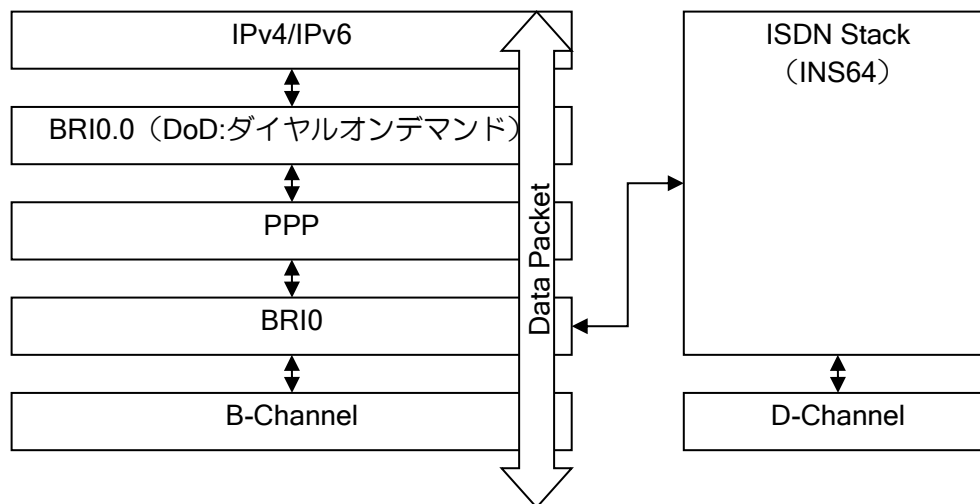 IPv4/IPv6
BRI0.0（DoD:ダイヤルオンデマンド）
PPP
BRI0
B-Channel
Data Packet
ISDN Stack
（INS64）
D-Channel